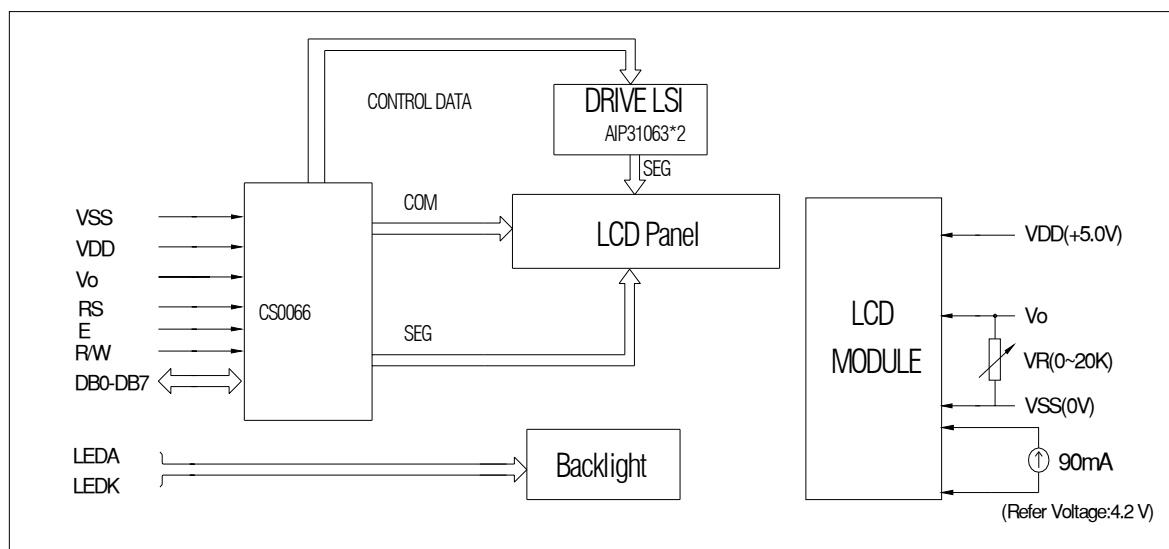 CONTROL DATA
DRIVE LSI
AIP31063*2
SEG
COM
LCD Panel
VSS
VDD
Vo
RS
E
R/W
DB0-DB7
CS0066
SEG
LEDA
LEDK
Backlight
LCD
MODULE
VDD(+5.0V)
Vo
VR(0~20K)
VSS(0V)
90mA
(Refer Voltage:4.2 V)